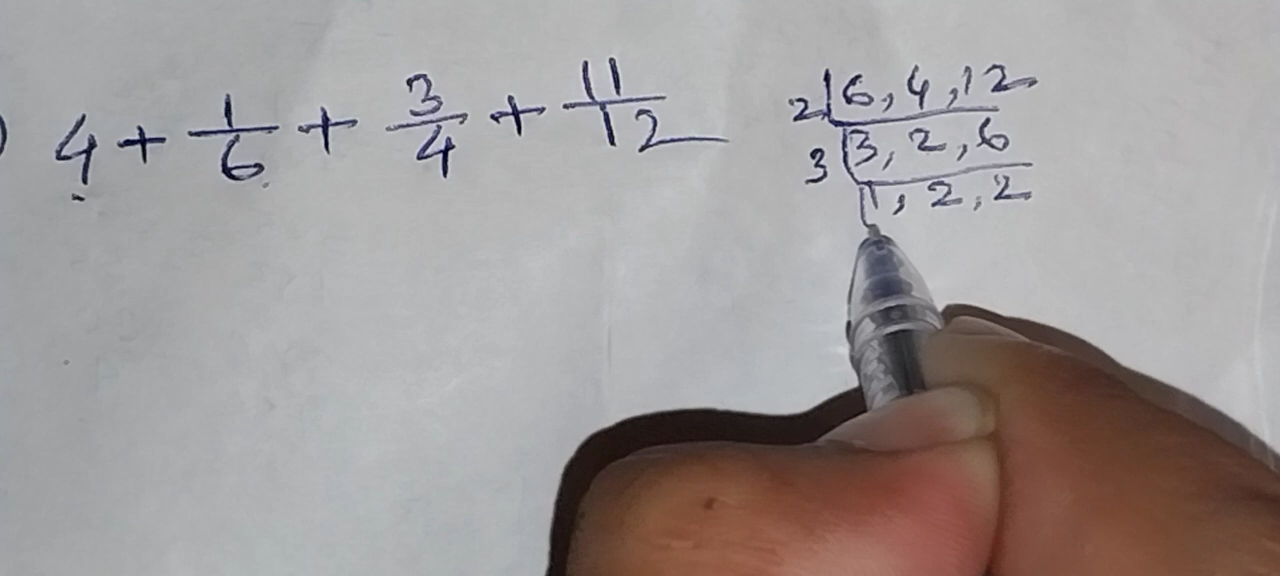 ) 4 + 1/6 + 3/4 + 11/12
2 | 6, 4, 12
3 | 3, 2, 6
1, 2, 2